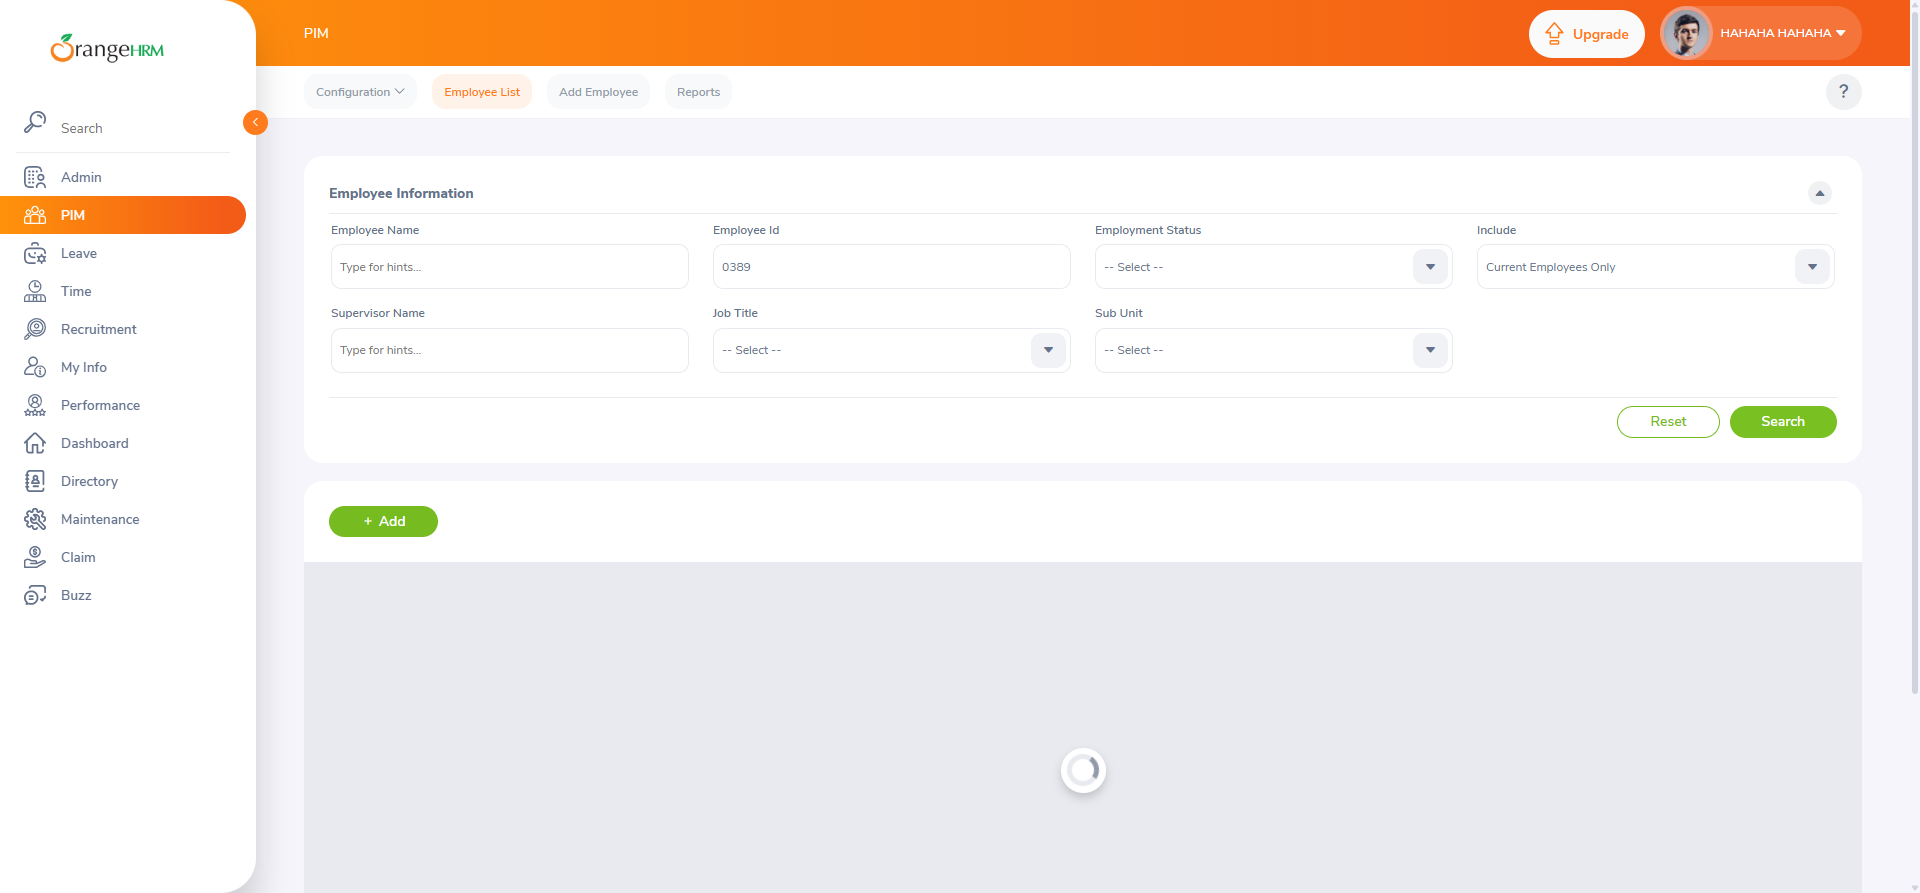 OrangeHRM
PIM
Upgrade
HAHAHA HAHAHA
Configuration
Employee List
Add Employee
Reports
?
Search
Admin
PIM
Leave
Time
Recruitment
My Info
Performance
Dashboard
Directory
Maintenance
Claim
Buzz
Employee Information
Employee Name
Employee Id
Employment Status
Include
Type for hints...
0389
-- Select --
Current Employees Only
Supervisor Name
Job Title
Sub Unit
Type for hints...
-- Select --
-- Select --
Reset
Search
+ Add